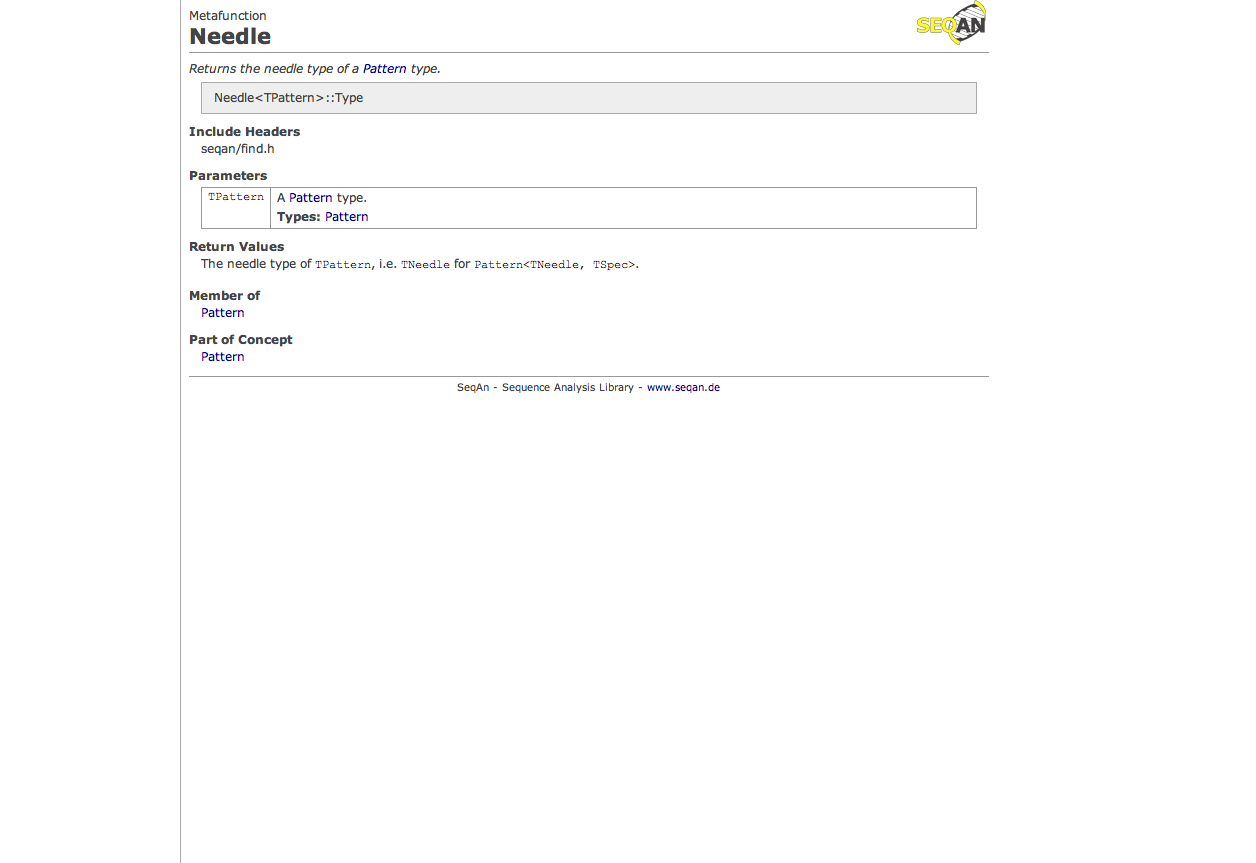 Metafunction
SEQAN
Needle
Returns the needle type of a Pattern type.
Needle<TPattern>::Type
Include Headers
seqan/find.h
Parameters
TPattern A Pattern type.
Types: Pattern
Return Values
The needle type of TPattern, i.e. TNeedle for Pattern<TNeedle, TSpec>.
Member of
Pattern
Part of Concept
Pattern
SeqAn - Sequence Analysis Library - www.seqan.de